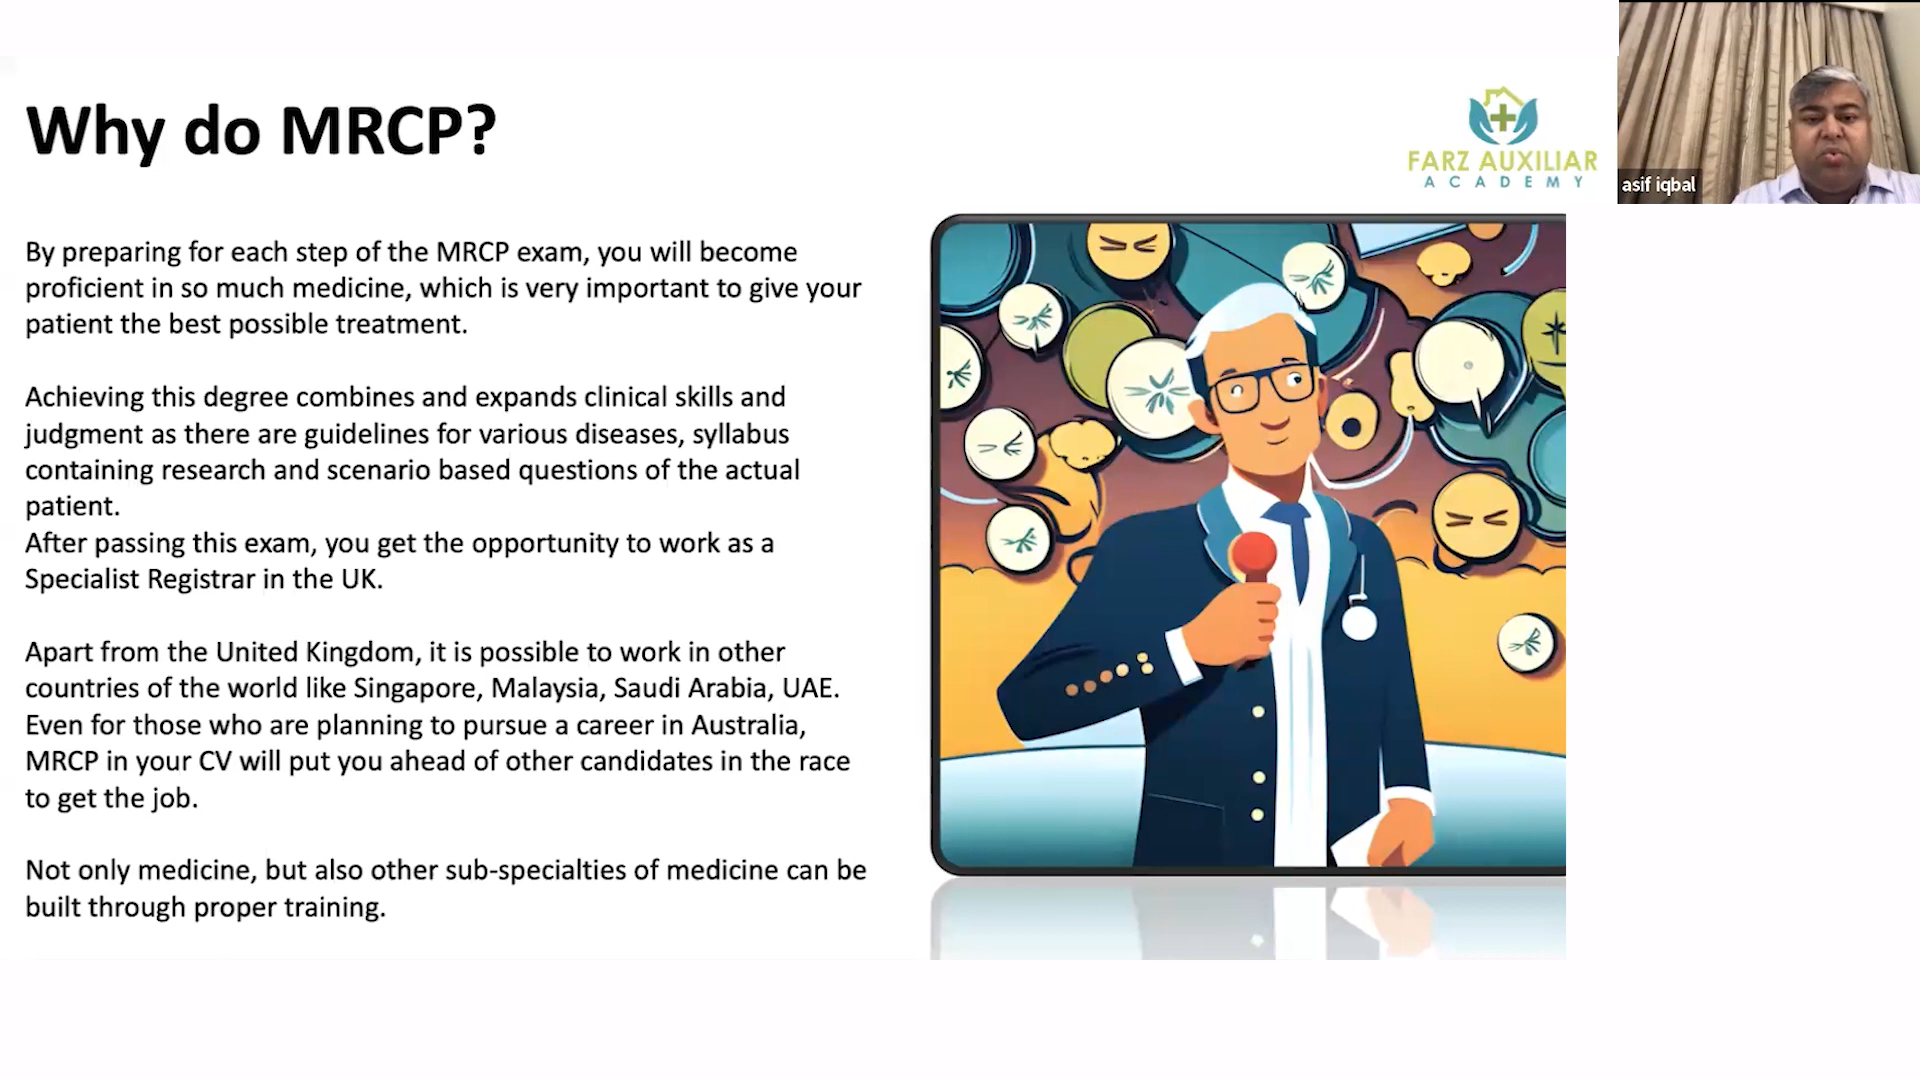 Why do MRCP?
FARZ AUXILIAR
ACADEMY
asif iqbal
By preparing for each step of the MRCP exam, you will become
proficient in so much medicine, which is very important to give your
patient the best possible treatment.
Achieving this degree combines and expands clinical skills and
judgment as there are guidelines for various diseases, syllabus
containing research and scenario based questions of the actual
patient.
After passing this exam, you get the opportunity to work as a
Specialist Registrar in the UK.
Apart from the United Kingdom, it is possible to work in other
countries of the world like Singapore, Malaysia, Saudi Arabia, UAE.
Even for those who are planning to pursue a career in Australia,
MRCP in your CV will put you ahead of other candidates in the race
to get the job.
Not only medicine, but also other sub-specialties of medicine can be
built through proper training.